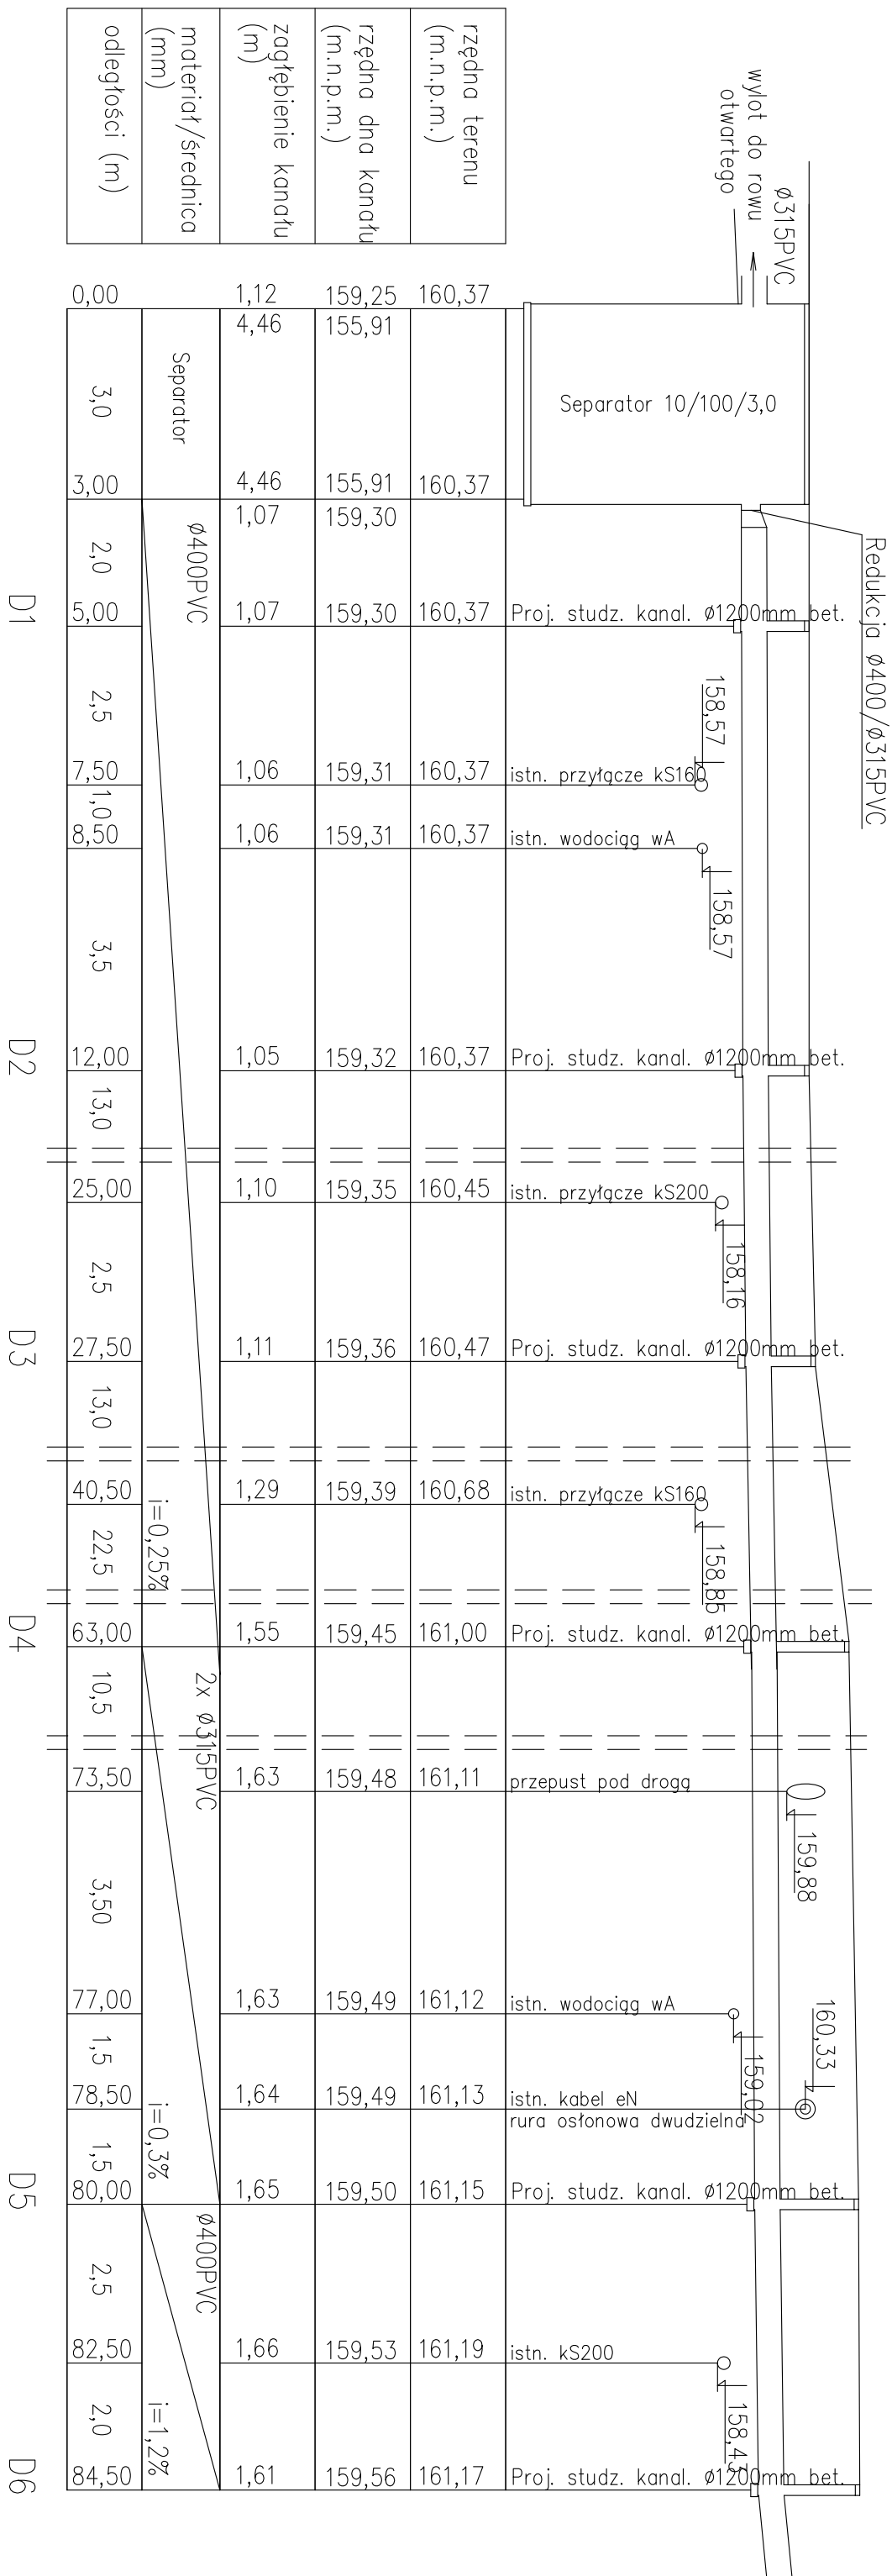 wylot do rowu
otwartego
Ø315PVC
Redukcja Ø400/Ø315PVC
Separator 10/100/3,0
rzędna terenu
(m.n.p.m.)
rzędna dna kanału
(m.n.p.m.)
zagłębienie kanału
(m)
materiał/średnica
(mm)
odległości (m)
0,00 1,12 159,25 160,37
4,46 155,91
3,0 Separator
3,00 4,46 155,91 160,37
1,07 159,30
Ø400PVC
2,0
D1 5,00 1,07 159,30 160,37 Proj. studz. kanal. Ø1200mm bet.
2,5
158,57
7,50 1,06 159,31 160,37 istn. przyłącze kS160
1,0
8,50 1,06 159,31 160,37 istn. wodociąg wA
158,57
3,5
D2 12,00 1,05 159,32 160,37 Proj. studz. kanal. Ø1200mm bet.
13,0
25,00 1,10 159,35 160,45 istn. przyłącze kS200
158,16
2,5
D3 27,50 1,11 159,36 160,47 Proj. studz. kanal. Ø1200mm bet.
13,0
40,50 1,29 159,39 160,68 istn. przyłącze kS160
158,85
22,5 i=0,25%
D4 63,00 1,55 159,45 161,00 Proj. studz. kanal. Ø1200mm bet.
10,5 2x Ø315PVC
73,50 1,63 159,48 161,11 przepust pod drogą
159,88
3,50
77,00 1,63 159,49 161,12 istn. wodociąg wA
159,02
160,33
1,5
78,50 1,64 159,49 161,13 istn. kabel eN
rura osłonowa dwudzielna
1,5 i=0,3%
D5 80,00 1,65 159,50 161,15 Proj. studz. kanal. Ø1200mm bet.
Ø400PVC
2,5
82,50 1,66 159,53 161,19 istn. kS200
158,43
2,0 i=1,2%
D6 84,50 1,61 159,56 161,17 Proj. studz. kanal. Ø1200mm bet.